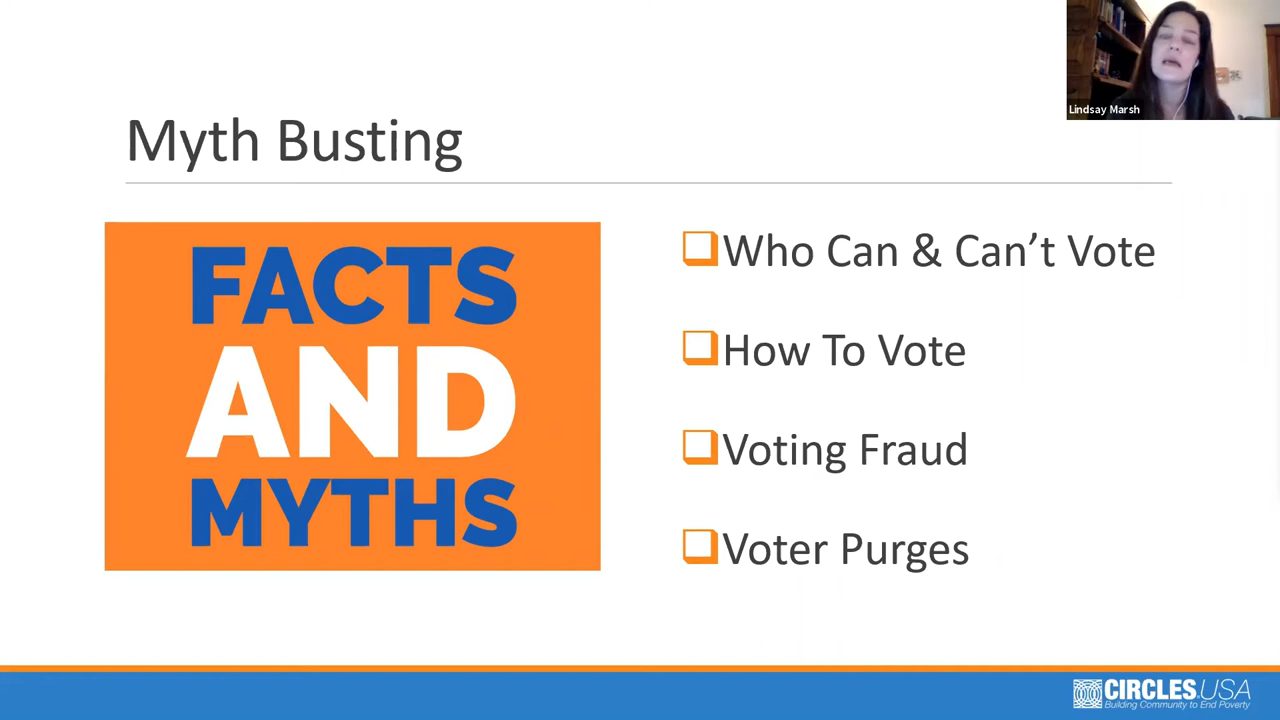 Lindsay Marsh
Myth Busting
FACTS
AND
MYTHS
Who Can & Can’t Vote
How To Vote
Voting Fraud
Voter Purges
CIRCLES.USA
Building Community to End Poverty